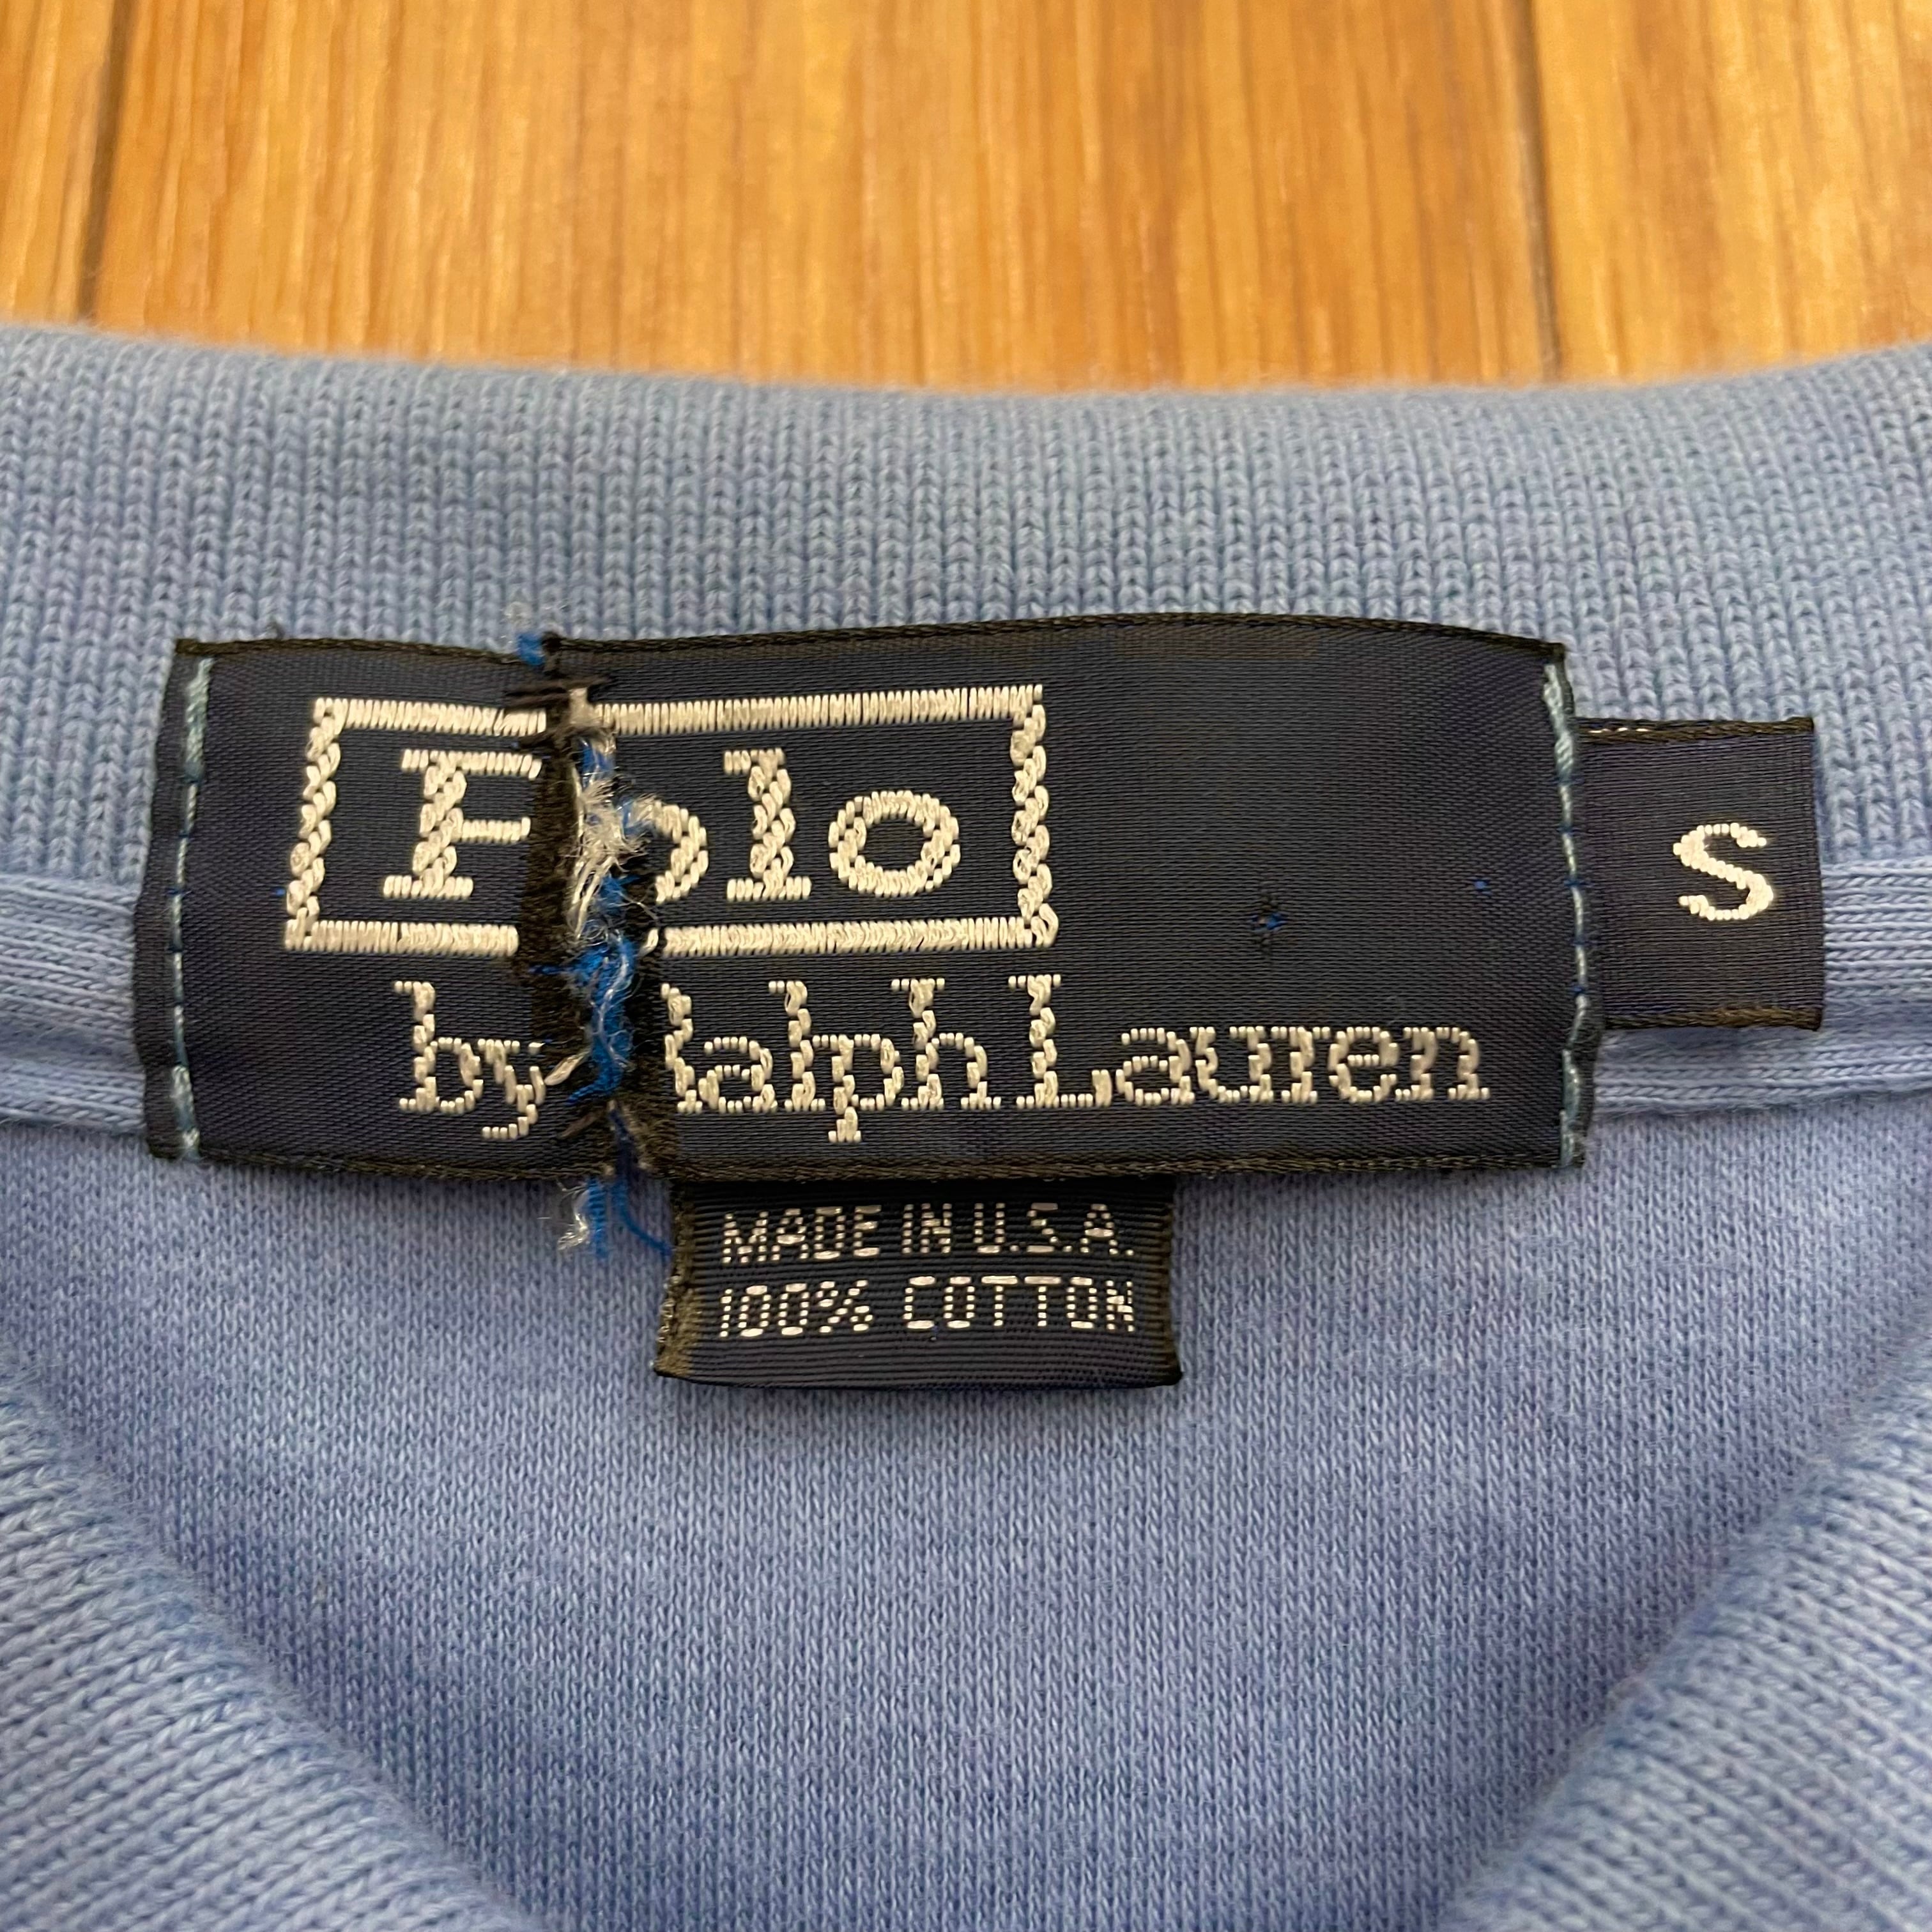 Polo
by Ralph Lauren
S
MADE IN U.S.A.
100% COTTON